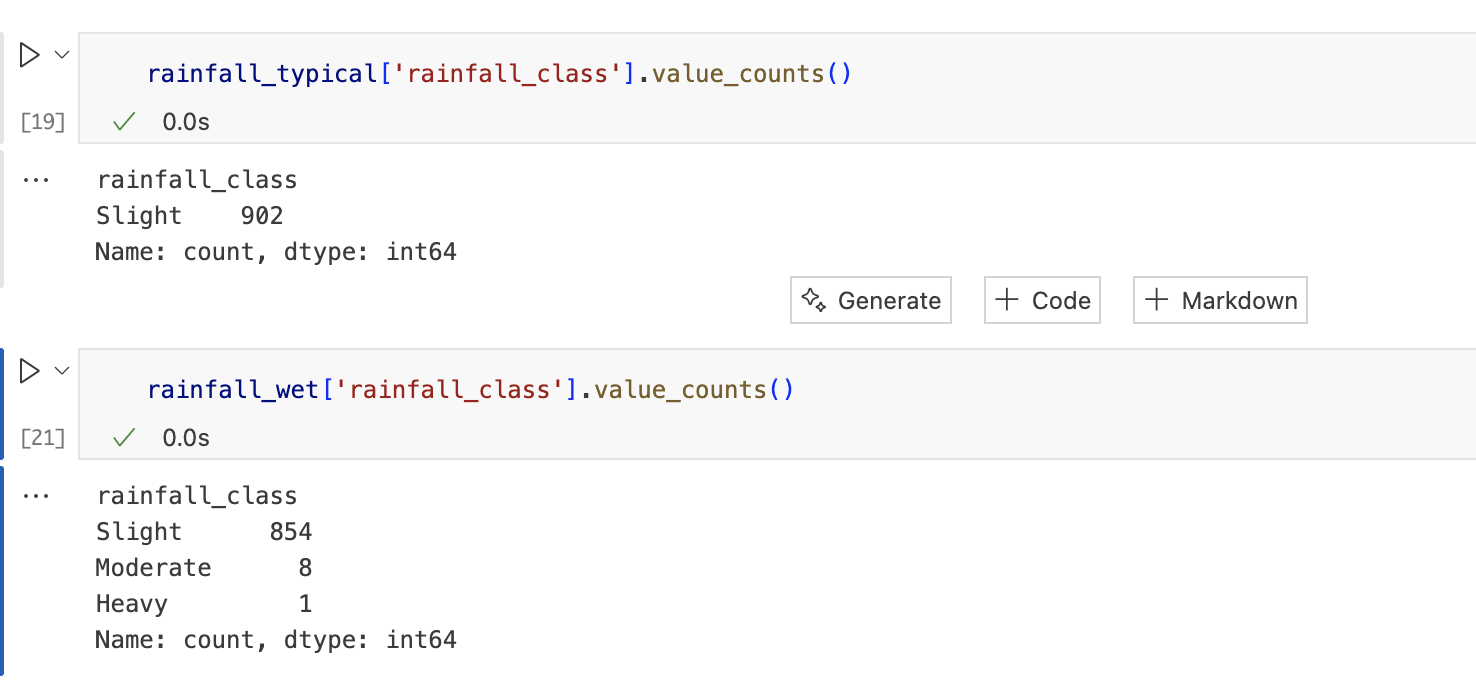 rainfall_typical['rainfall_class'].value_counts()
[19] 0.0s
... rainfall_class
Slight    902
Name: count, dtype: int64
Generate + Code + Markdown
rainfall_wet['rainfall_class'].value_counts()
[21] 0.0s
... rainfall_class
Slight      854
Moderate      8
Heavy         1
Name: count, dtype: int64